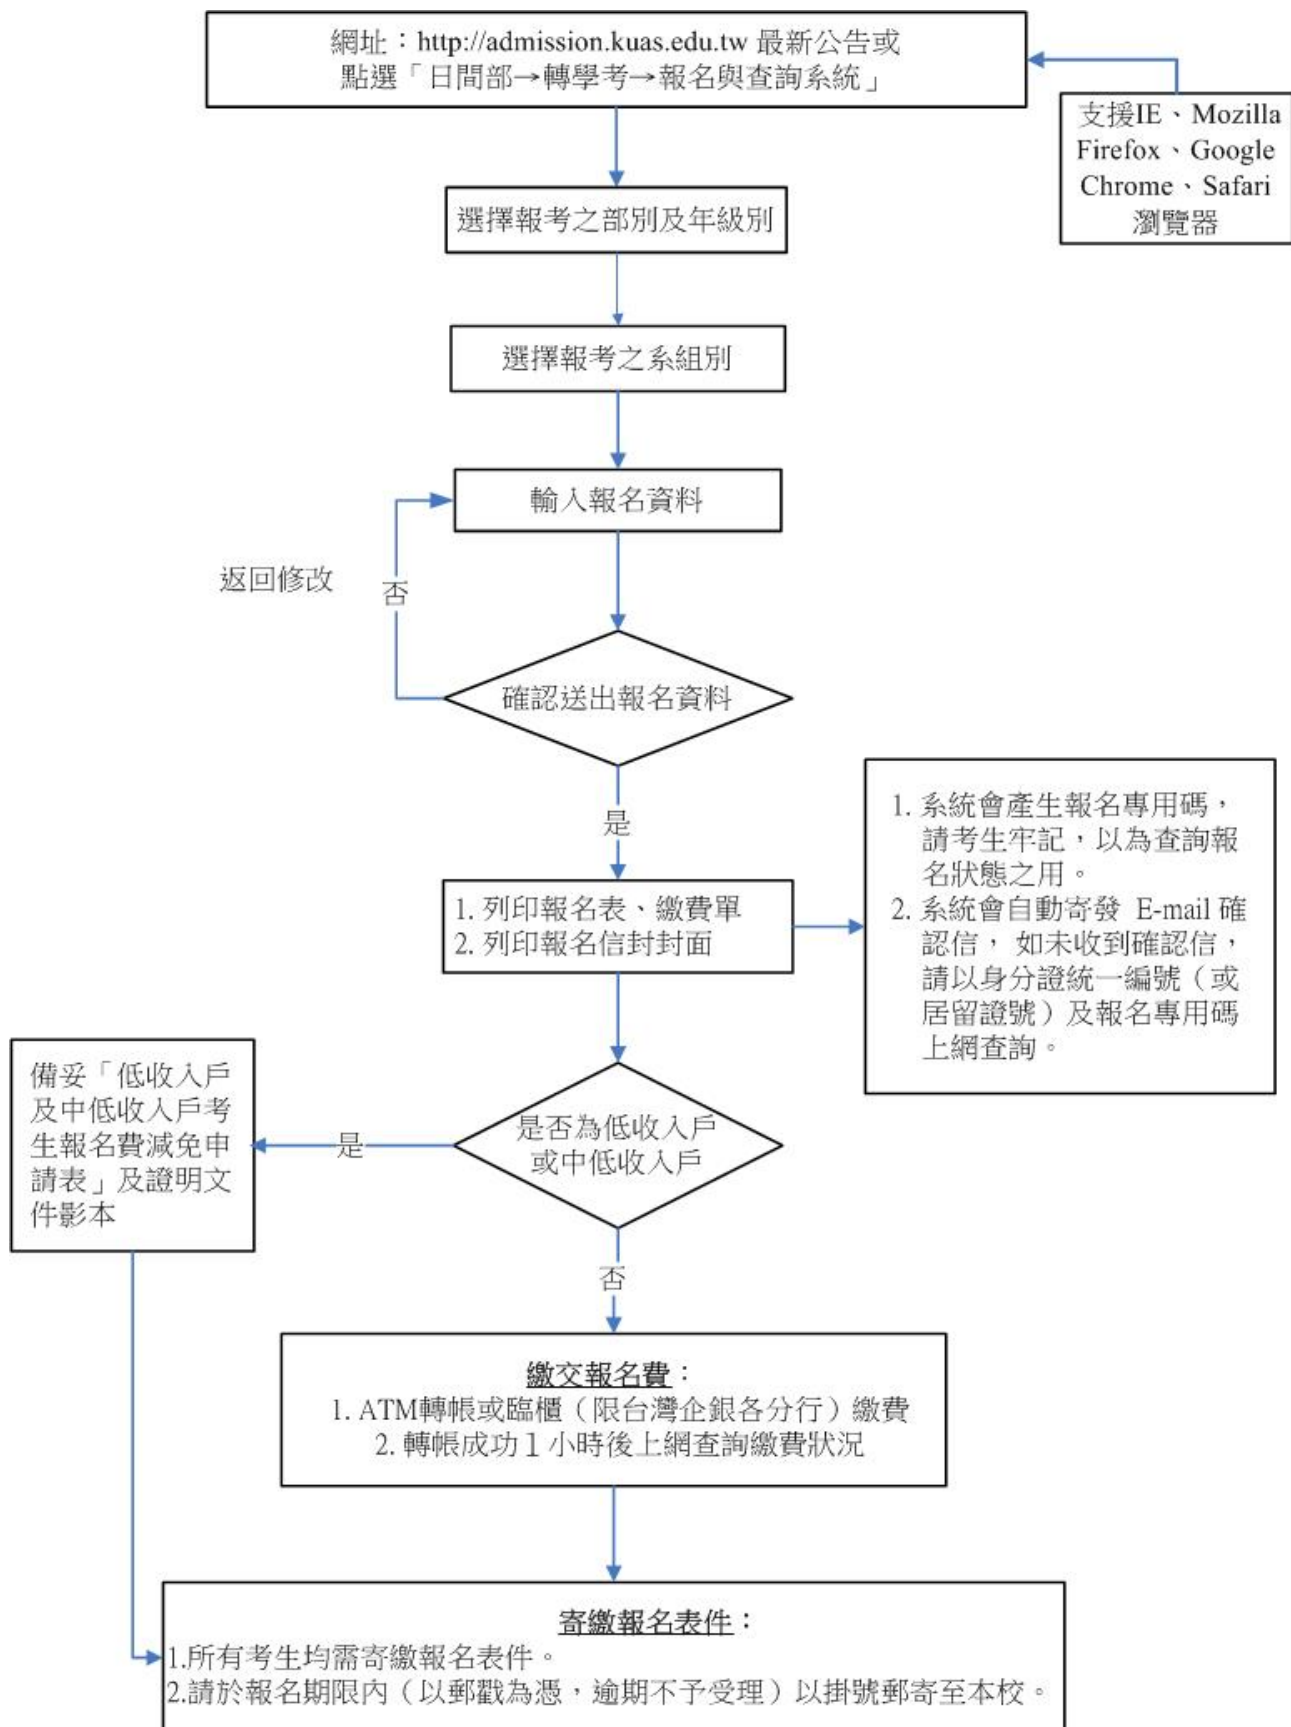 網址：http://admission.kuas.edu.tw 最新公告或
點選「日間部→轉學考→報名與查詢系統」
支援IE、Mozilla
Firefox、Google
Chrome、Safari
瀏覽器
選擇報考之部別及年級別
選擇報考之系組別
輸入報名資料
返回修改
否
確認送出報名資料
是
1. 列印報名表、繳費單
2. 列印報名信封封面
1. 系統會產生報名專用碼，
請考生牢記，以為查詢報
名狀態之用。
2. 系統會自動寄發 E-mail 確
認信， 如未收到確認信，
請以身分證統一編號（或
居留證號）及報名專用碼
上網查詢。
是否為低收入戶
或中低收入戶
是
備妥「低收入戶
及中低收入戶考
生報名費減免申
請表」及證明文
件影本
否
繳交報名費：
1. ATM轉帳或臨櫃（限台灣企銀各分行）繳費
2. 轉帳成功１小時後上網查詢繳費狀況
寄繳報名表件：
1.所有考生均需寄繳報名表件。
2.請於報名期限內（以郵戳為憑，逾期不予受理）以掛號郵寄至本校。